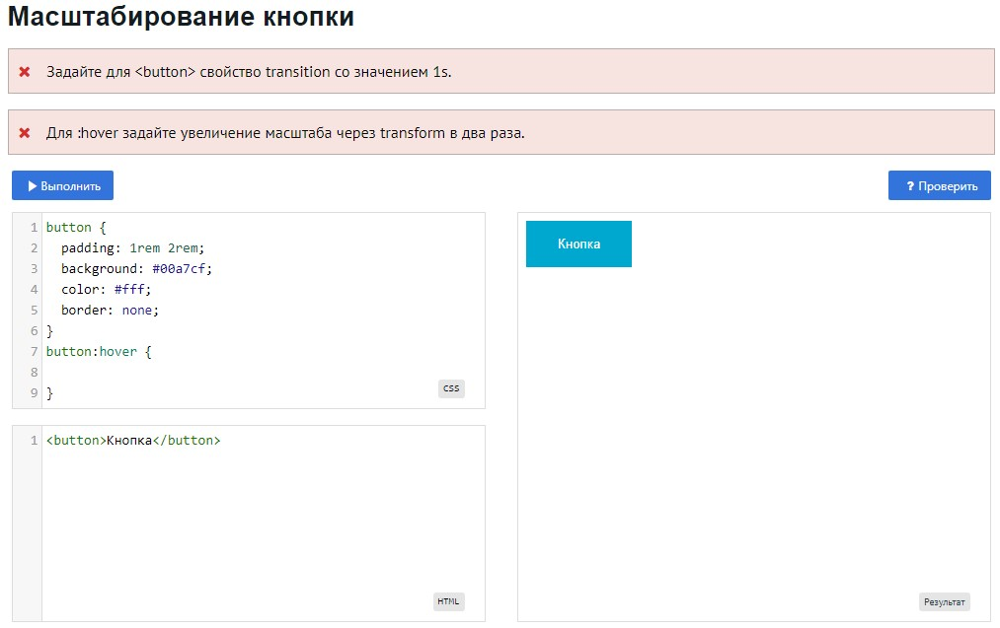 Масштабирование кнопки
✖ Задайте для <button> свойство transition со значением 1s.
✖ Для :hover задайте увеличение масштаба через transform в два раза.
▶ Выполнить
? Проверить
1 button {
2   padding: 1rem 2rem;
3   background: #00a7cf;
4   color: #fff;
5   border: none;
6 }
7 button:hover {
8
9 }
CSS
1 <button>Кнопка</button>
HTML
Кнопка
Результат